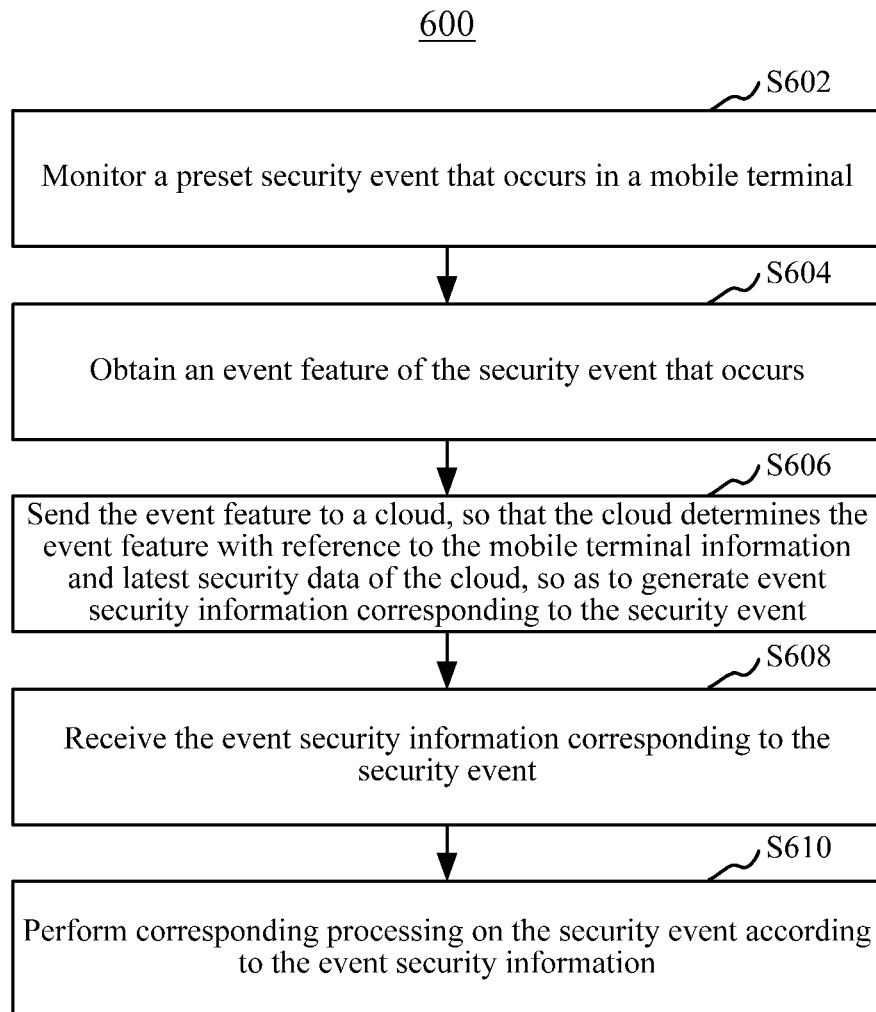 600
S602
Monitor a preset security event that occurs in a mobile terminal
S604
Obtain an event feature of the security event that occurs
S606
Send the event feature to a cloud, so that the cloud determines the
event feature with reference to the mobile terminal information
and latest security data of the cloud, so as to generate event
security information corresponding to the security event
S608
Receive the event security information corresponding to the
security event
S610
Perform corresponding processing on the security event according
to the event security information